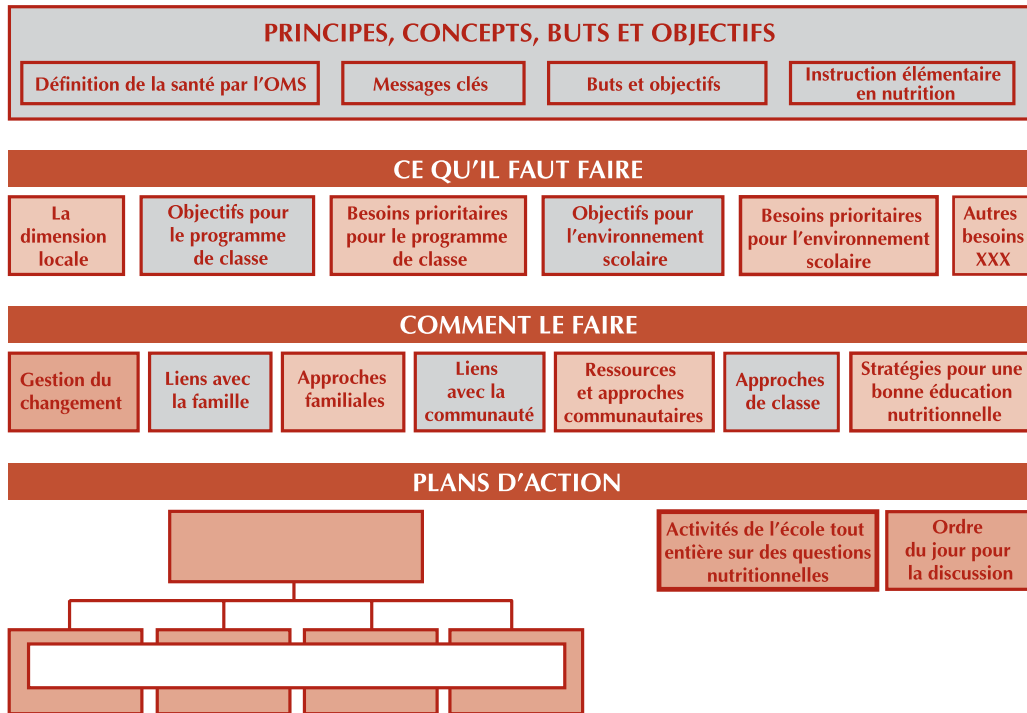 PRINCIPES, CONCEPTS, BUTS ET OBJECTIFS
Définition de la santé par l’OMS
Messages clés
Buts et objectifs
Instruction élémentaire
en nutrition
CE QU’IL FAUT FAIRE
La
dimension
locale
Objectifs pour
le programme
de classe
Besoins prioritaires
pour le programme
de classe
Objectifs pour
l’environnement
scolaire
Besoins prioritaires
pour l’environnement
scolaire
Autres
besoins
XXX
COMMENT LE FAIRE
Gestion du
changement
Liens avec
la famille
Approches
familiales
Liens
avec la
communauté
Ressources
et approches
communautaires
Approches
de classe
Stratégies pour une
bonne éducation
nutritionnelle
PLANS D’ACTION
Activités de l’école tout
entière sur des questions
nutritionnelles
Ordre
du jour pour
la discussion